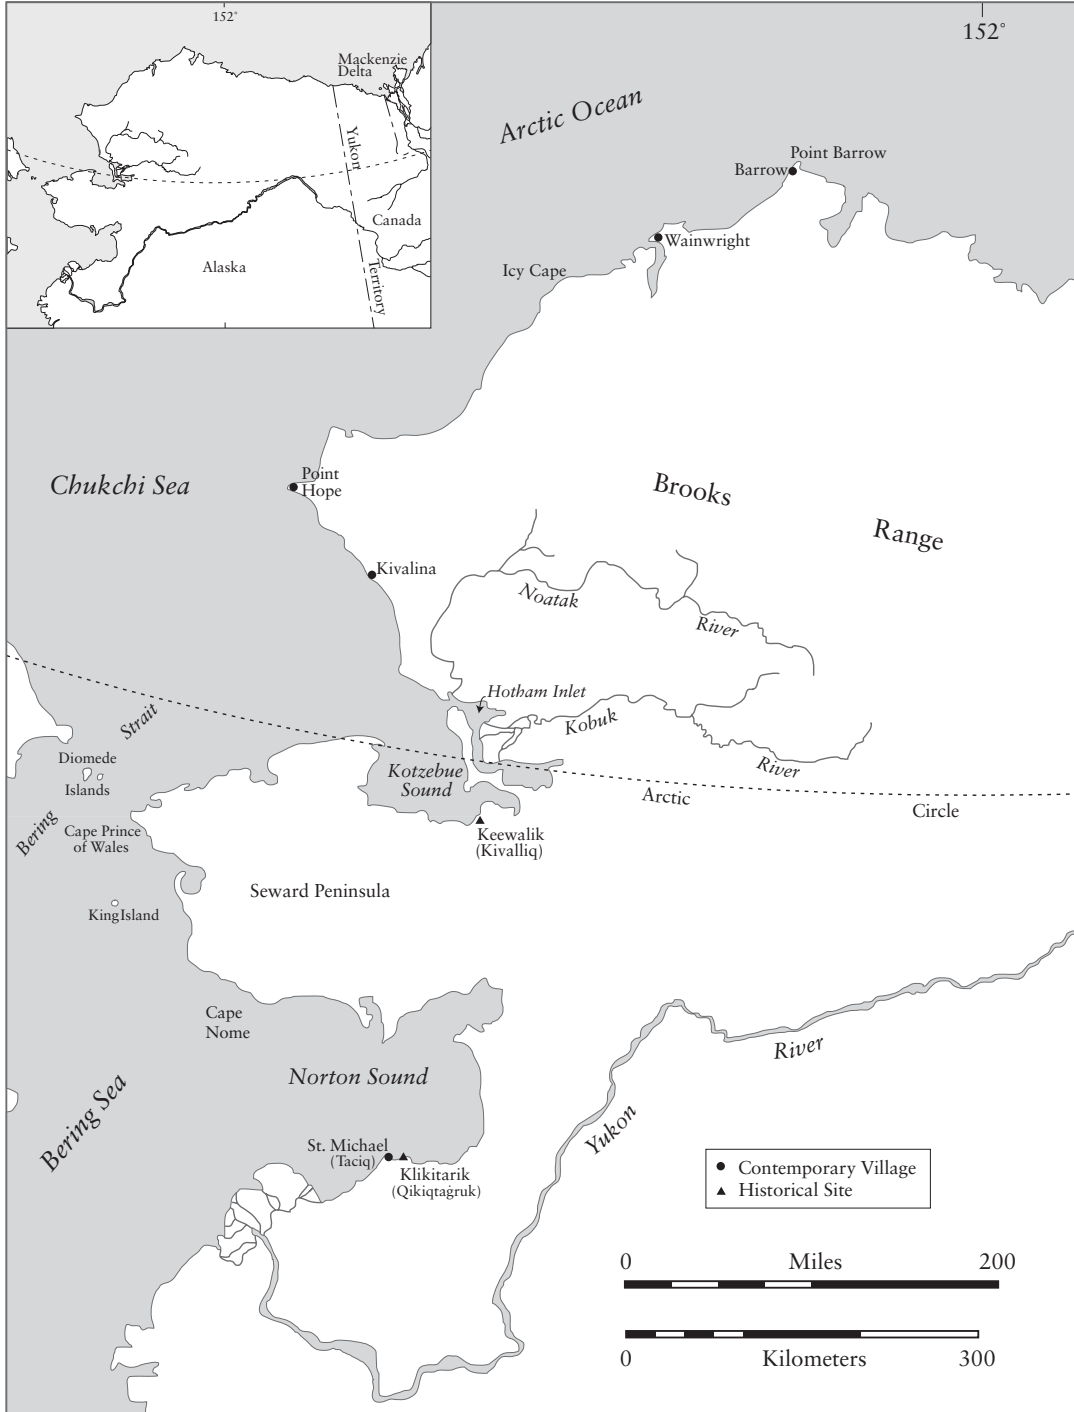 152°
Mackenzie
Delta
Yukon
Canada
Alaska
Territory
152°
Arctic Ocean
Point Barrow
Barrow
Wainwright
Icy Cape
Chukchi Sea
Point
Hope
Brooks
Range
Kivalina
Noatak
River
Hotham Inlet
Strait
Kobuk
River
Diomede
Islands
Kotzebue
Sound
Arctic
Circle
Bering
Cape Prince
of Wales
Keewalik
(Kivalliq)
Seward Peninsula
KingIsland
Cape
Nome
River
Norton Sound
Bering Sea
Yukon
St. Michael
(Taciq)
Klikitarik
(Qikiqtaġruk)
Contemporary Village
Historical Site
0 Miles 200
0 Kilometers 300